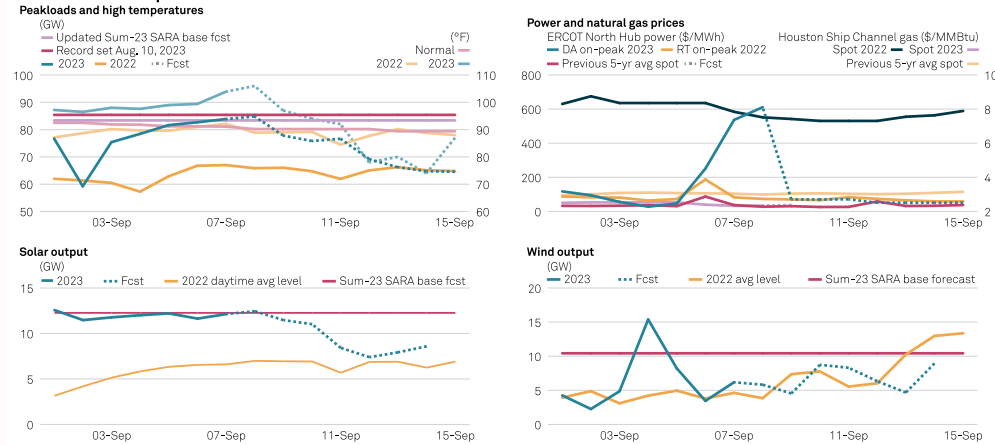 Peakloads and high temperatures
(GW)
Updated Sum-23 SARA base fcst
(°F)
Record set Aug. 10, 2023
Normal
2023
2022
Fcst
2022
2023
100
110
90
100
80
90
70
80
60
70
50
60
03-Sep
07-Sep
11-Sep
15-Sep
Power and natural gas prices
ERCOT North Hub power ($/MWh)
Houston Ship Channel gas ($/MMBtu)
DA on-peak 2023
RT on-peak 2022
Spot 2022
Spot 2023
Previous 5-yr avg spot
Fcst
Previous 5-yr avg spot
800
10
600
8
400
6
200
4
0
2
03-Sep
07-Sep
11-Sep
15-Sep
Solar output
(GW)
2023
Fcst
2022 daytime avg level
Sum-23 SARA base fcst
15
10
5
0
03-Sep
07-Sep
11-Sep
15-Sep
Wind output
(GW)
2023
Fcst
2022 avg level
Sum-23 SARA base forecast
20
15
10
5
0
03-Sep
07-Sep
11-Sep
15-Sep